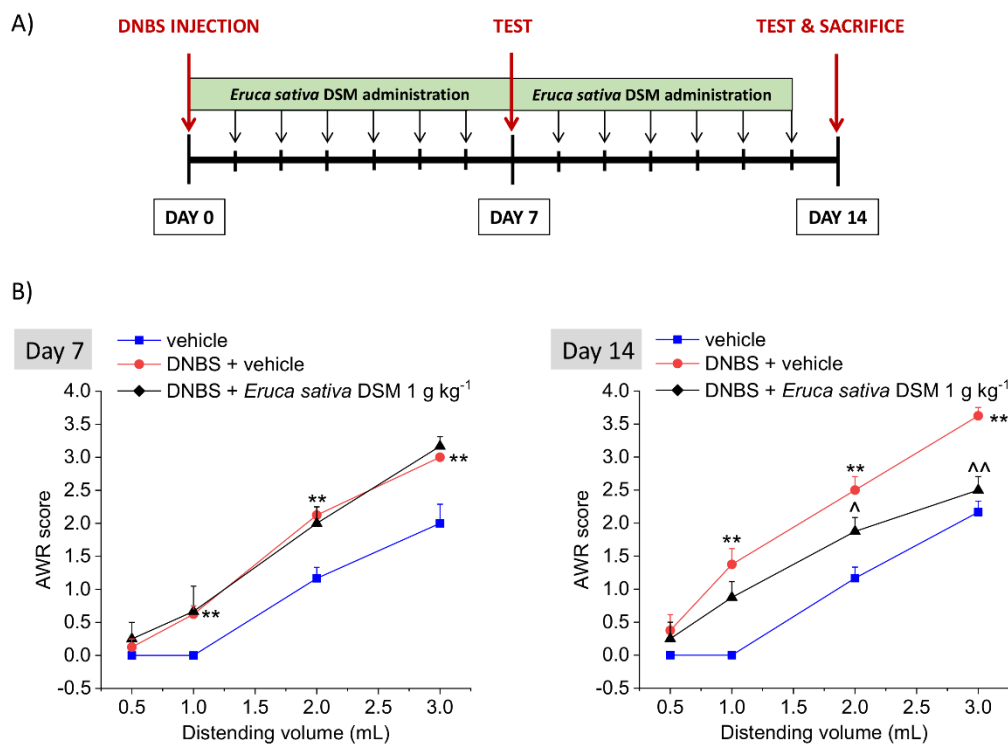 A)
DNBS INJECTION
TEST
TEST & SACRIFICE
Eruca sativa DSM administration
Eruca sativa DSM administration
DAY 0
DAY 7
DAY 14
B)
Day 7
vehicle
DNBS + vehicle
DNBS + Eruca sativa DSM 1 g kg⁻¹
4.0
3.5
3.0
2.5
2.0
1.5
1.0
0.5
0.0
-0.5
AWR score
**
**
**
0.5
1.0
1.5
2.0
2.5
3.0
Distending volume (mL)
Day 14
vehicle
DNBS + vehicle
DNBS + Eruca sativa DSM 1 g kg⁻¹
4.0
3.5
3.0
2.5
2.0
1.5
1.0
0.5
0.0
-0.5
AWR score
**
**
**
^
^^
0.5
1.0
1.5
2.0
2.5
3.0
Distending volume (mL)